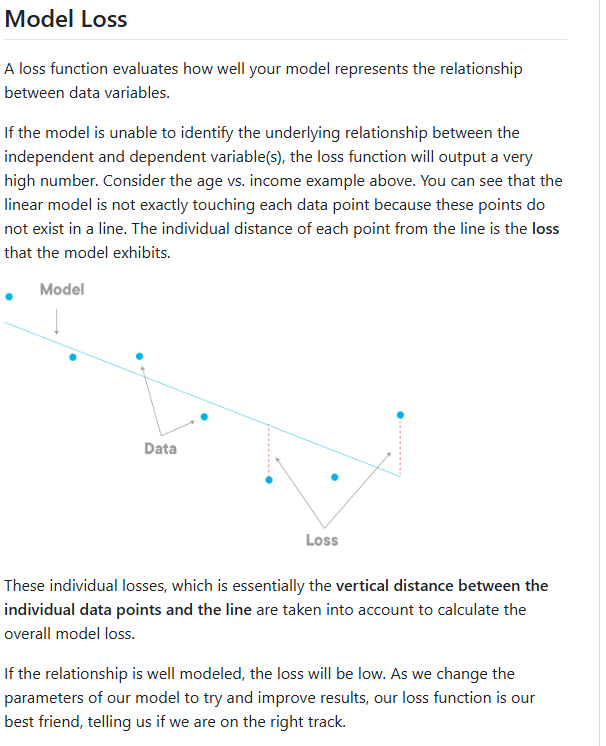 Model Loss
A loss function evaluates how well your model represents the relationship
between data variables.
If the model is unable to identify the underlying relationship between the
independent and dependent variable(s), the loss function will output a very
high number. Consider the age vs. income example above. You can see that the
linear model is not exactly touching each data point because these points do
not exist in a line. The individual distance of each point from the line is the loss
that the model exhibits.
Model
Data
Loss
These individual losses, which is essentially the vertical distance between the
individual data points and the line are taken into account to calculate the
overall model loss.
If the relationship is well modeled, the loss will be low. As we change the
parameters of our model to try and improve results, our loss function is our
best friend, telling us if we are on the right track.